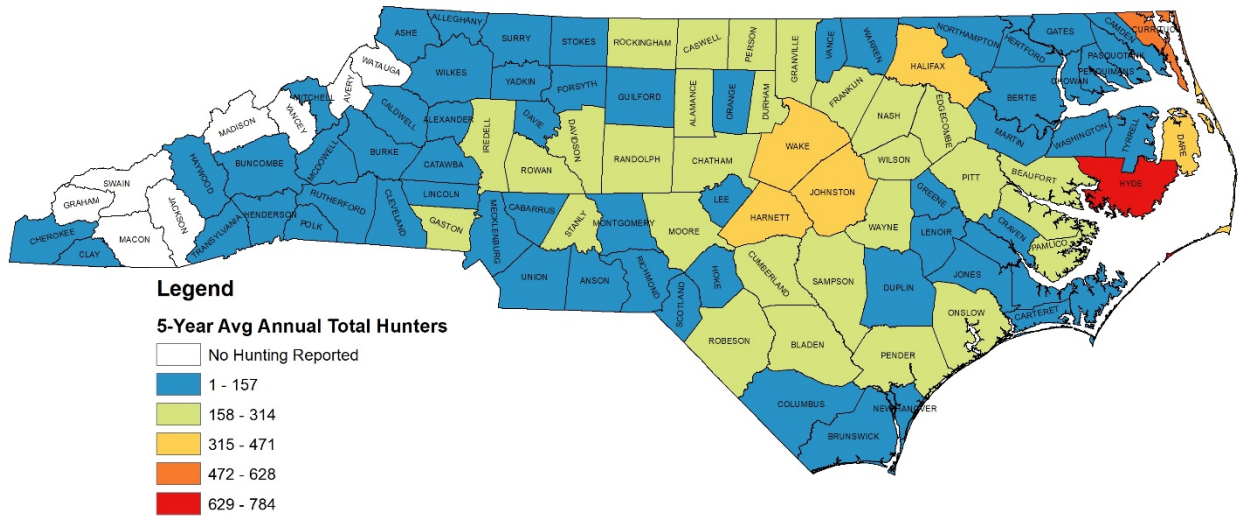 ALLEGHANY
ASHE
SURRY
STOKES
ROCKINGHAM
CASWELL
PERSON
GRANVILLE
VANCE
WARREN
NORTHAMPTON
HERTFORD
GATES
CAMDEN
CURRITUCK
PASQUOTANK
PERQUIMANS
CHOWAN
WATAUGA
WILKES
YADKIN
FORSYTH
GUILFORD
ALAMANCE
ORANGE
DURHAM
FRANKLIN
HALIFAX
BERTIE
MITCHELL
AVERY
YANCEY
MADISON
CALDWELL
ALEXANDER
IREDELL
DAVIE
DAVIDSON
RANDOLPH
CHATHAM
WAKE
NASH
EDGECOMBE
MARTIN
WASHINGTON
TYRRELL
DARE
HAYWOOD
BUNCOMBE
MCDOWELL
BURKE
CATAWBA
ROWAN
WILSON
PITT
BEAUFORT
HYDE
SWAIN
GRAHAM
JACKSON
MACON
CHEROKEE
CLAY
TRANSYLVANIA
HENDERSON
POLK
RUTHERFORD
CLEVELAND
LINCOLN
GASTON
MECKLENBURG
CABARRUS
STANLY
MONTGOMERY
MOORE
LEE
HARNETT
JOHNSTON
WAYNE
GREENE
LENOIR
CRAVEN
PAMLICO
UNION
ANSON
RICHMOND
SCOTLAND
HOKE
CUMBERLAND
SAMPSON
DUPLIN
JONES
CARTERET
ONSLOW
ROBESON
BLADEN
PENDER
COLUMBUS
NEW HANOVER
BRUNSWICK
Legend
5-Year Avg Annual Total Hunters
No Hunting Reported
1 - 157
158 - 314
315 - 471
472 - 628
629 - 784